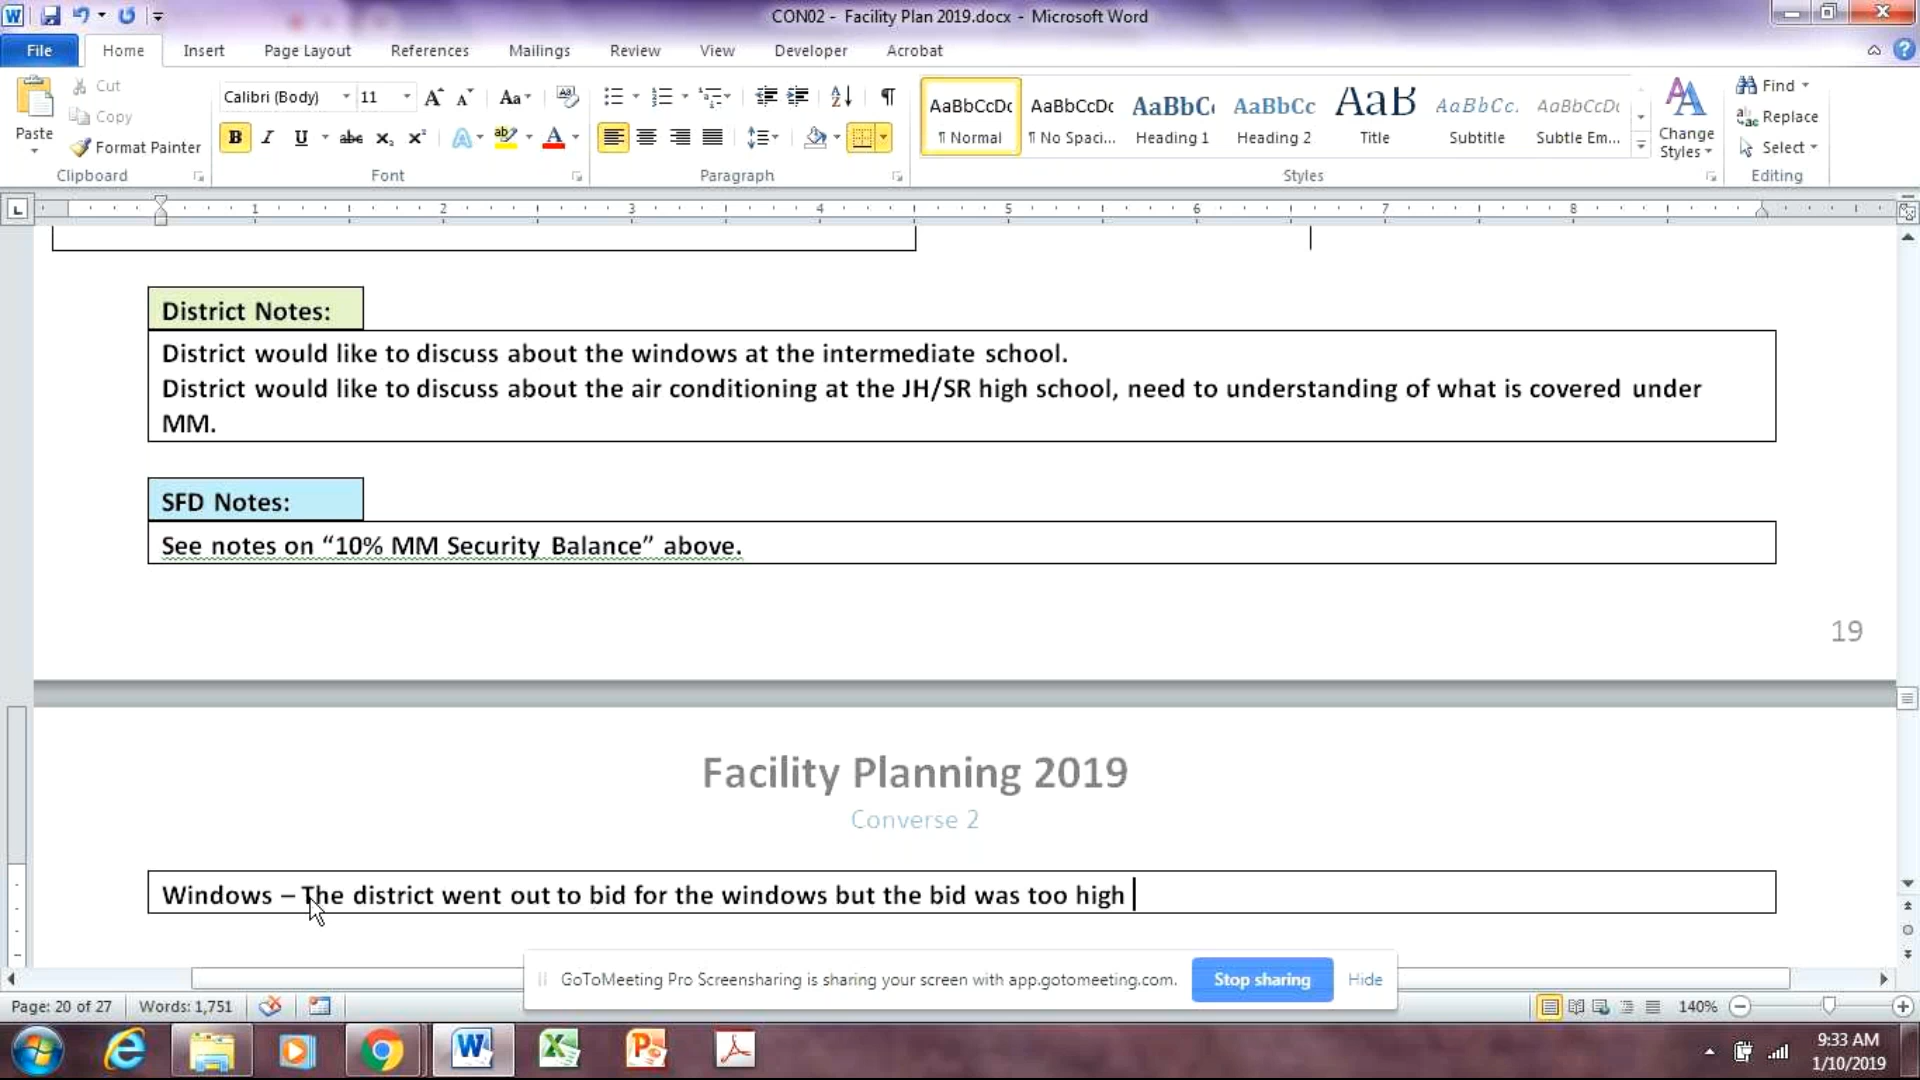 CON02 - Facility Plan 2019.docx - Microsoft Word
File Home Insert Page Layout References Mailings Review View Developer Acrobat
Cut
Copy
Format Painter
Paste
Clipboard
Calibri (Body) 11
Font
Paragraph
AaBbCcDc AaBbCcDc AaBbC AaBbCc AaB AaBbCc. AaBbCcDc
¶ Normal ¶ No Spaci... Heading 1 Heading 2 Title Subtitle Subtle Em...
Styles
Change Styles
Find
Replace
Select
Editing
1 2 3 4 5 6 7 8
District Notes:
District would like to discuss about the windows at the intermediate school.
District would like to discuss about the air conditioning at the JH/SR high school, need to understanding of what is covered under
MM.
SFD Notes:
See notes on “10% MM Security Balance” above.
19
Facility Planning 2019
Converse 2
Windows – The district went out to bid for the windows but the bid was too high
GoToMeeting Pro Screensharing is sharing your screen with app.gotomeeting.com. Stop sharing Hide
Page: 20 of 27 Words: 1,751 140%
9:33 AM
1/10/2019